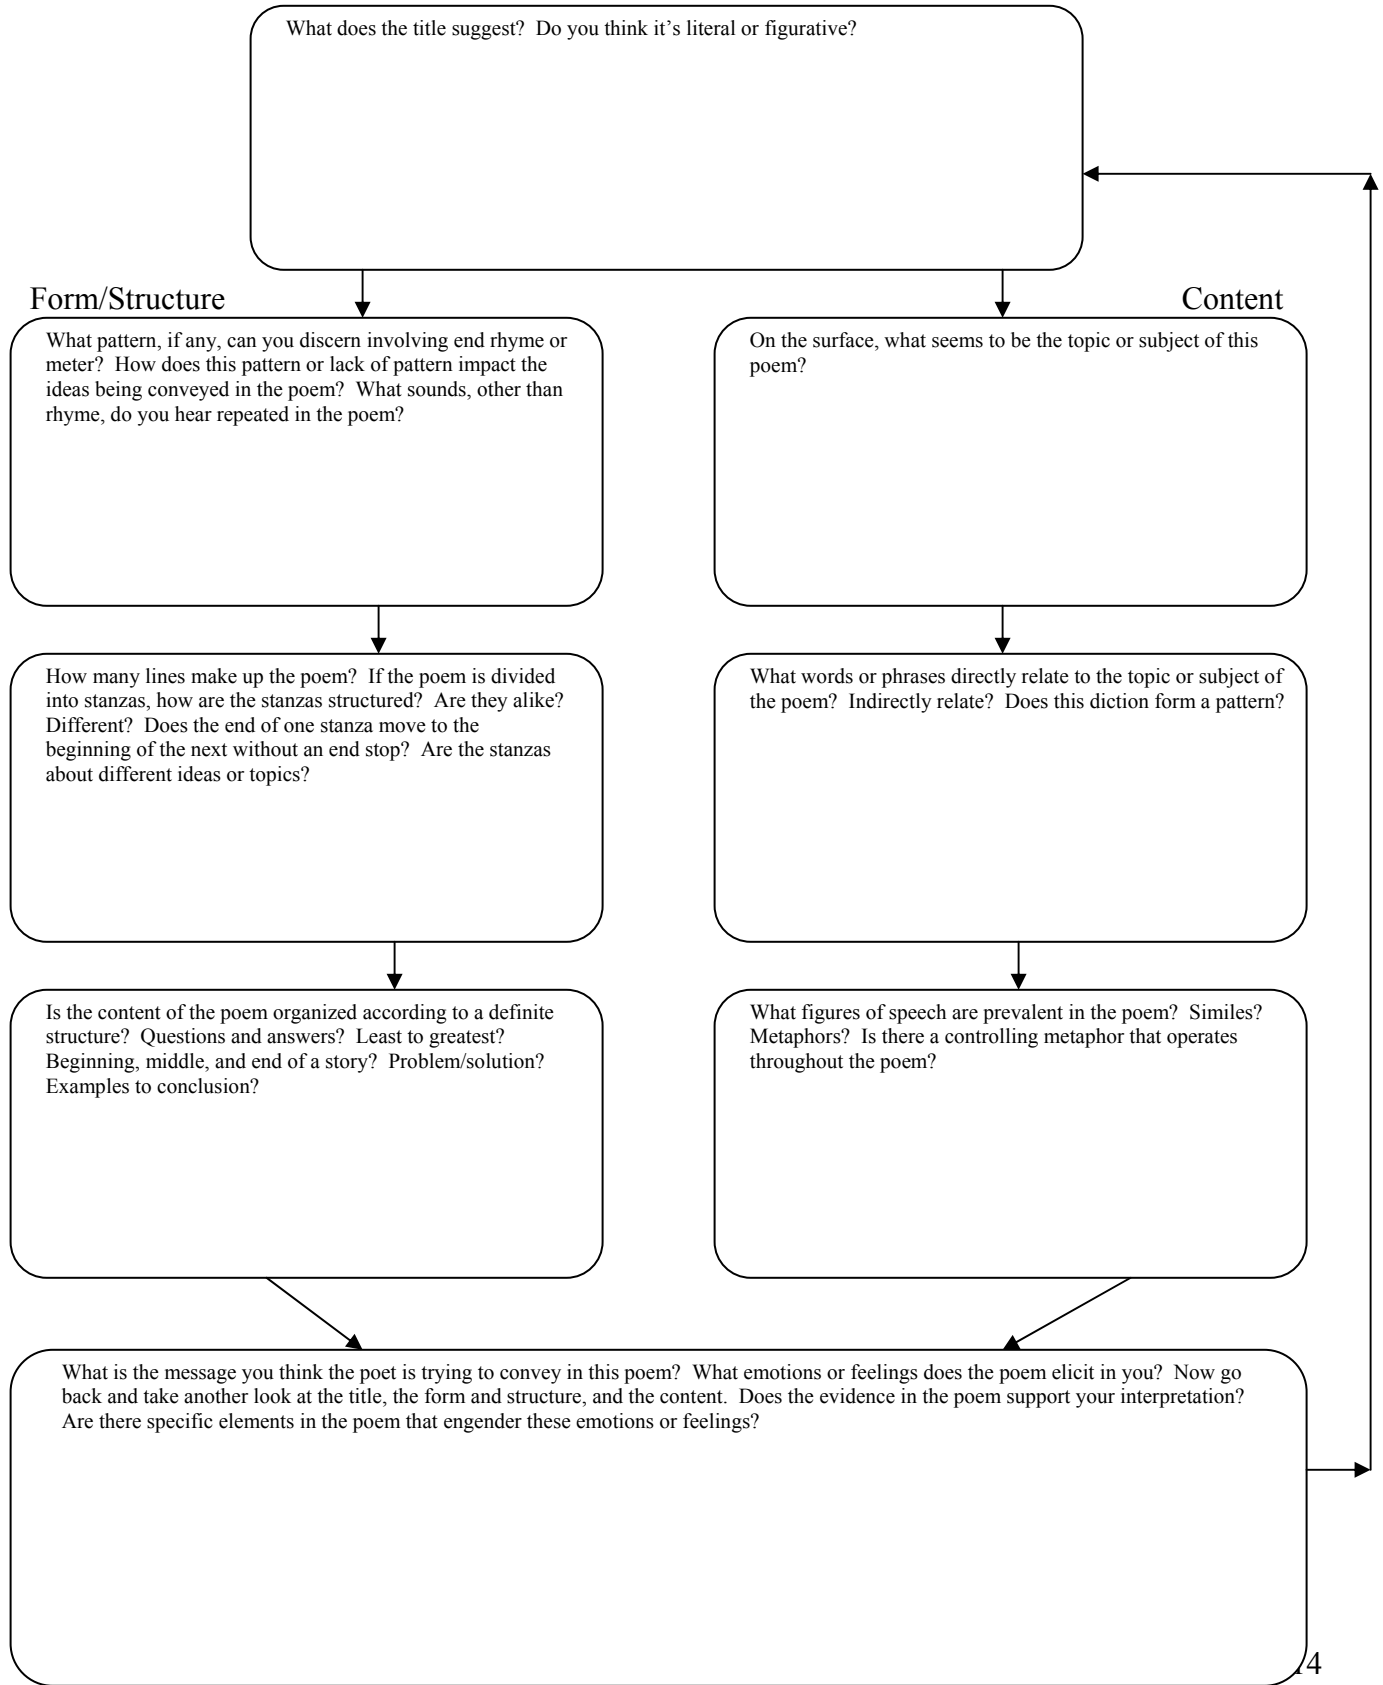 What does the title suggest?  Do you think it’s literal or figurative?
Form/Structure
What pattern, if any, can you discern involving end rhyme or
meter?  How does this pattern or lack of pattern impact the
ideas being conveyed in the poem?  What sounds, other than
rhyme, do you hear repeated in the poem?
How many lines make up the poem?  If the poem is divided
into stanzas, how are the stanzas structured?  Are they alike?
Different?  Does the end of one stanza move to the
beginning of the next without an end stop?  Are the stanzas
about different ideas or topics?
Is the content of the poem organized according to a definite
structure?  Questions and answers?  Least to greatest?
Beginning, middle, and end of a story?  Problem/solution?
Examples to conclusion?
Content
On the surface, what seems to be the topic or subject of this
poem?
What words or phrases directly relate to the topic or subject of
the poem?  Indirectly relate?  Does this diction form a pattern?
What figures of speech are prevalent in the poem?  Similes?
Metaphors?  Is there a controlling metaphor that operates
throughout the poem?
What is the message you think the poet is trying to convey in this poem?  What emotions or feelings does the poem elicit in you?  Now go
back and take another look at the title, the form and structure, and the content.  Does the evidence in the poem support your interpretation?
Are there specific elements in the poem that engender these emotions or feelings?